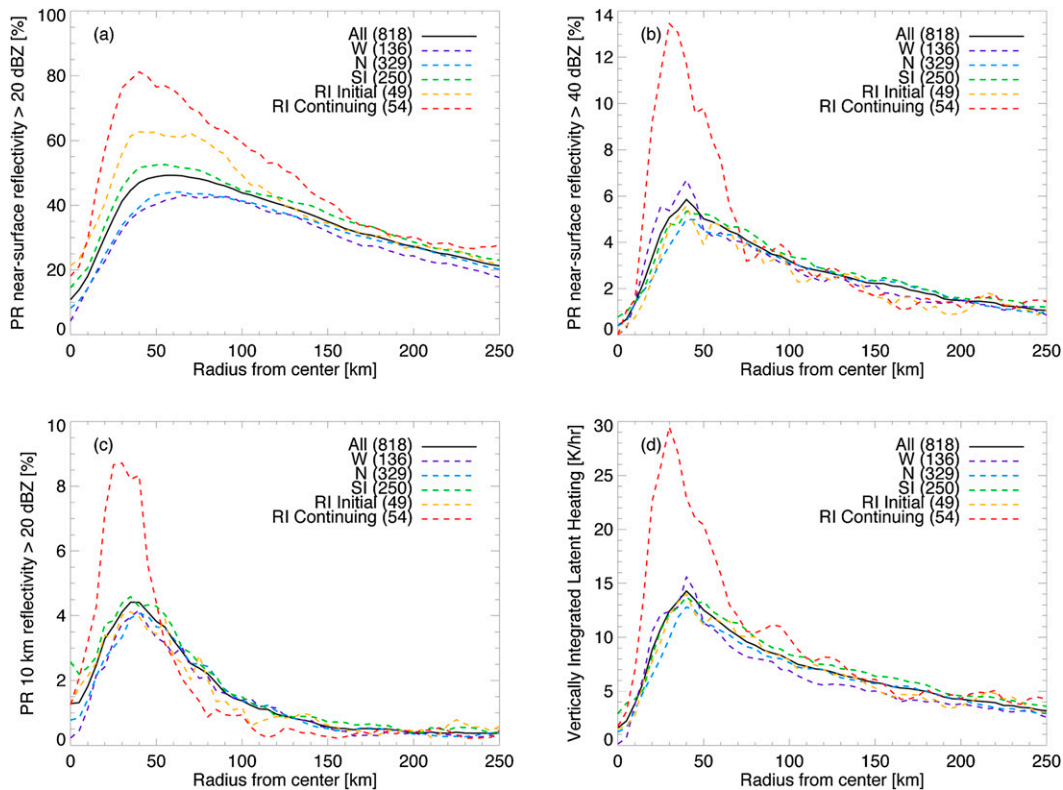 PR near-surface reflectivity > 20 dBZ [%]
100
80
60
40
20
0
(a)
All (818)
W (136)
N (329)
SI (250)
RI Initial (49)
RI Continuing (54)
0 50 100 150 200 250
Radius from center [km]
PR near-surface reflectivity > 40 dBZ [%]
14
12
10
8
6
4
2
0
(b)
All (818)
W (136)
N (329)
SI (250)
RI Initial (49)
RI Continuing (54)
0 50 100 150 200 250
Radius from center [km]
PR 10 km reflectivity > 20 dBZ [%]
10
8
6
4
2
0
(c)
All (818)
W (136)
N (329)
SI (250)
RI Initial (49)
RI Continuing (54)
0 50 100 150 200 250
Radius from center [km]
Vertically Integrated Latent Heating [K/hr]
30
25
20
15
10
5
0
(d)
All (818)
W (136)
N (329)
SI (250)
RI Initial (49)
RI Continuing (54)
0 50 100 150 200 250
Radius from center [km]